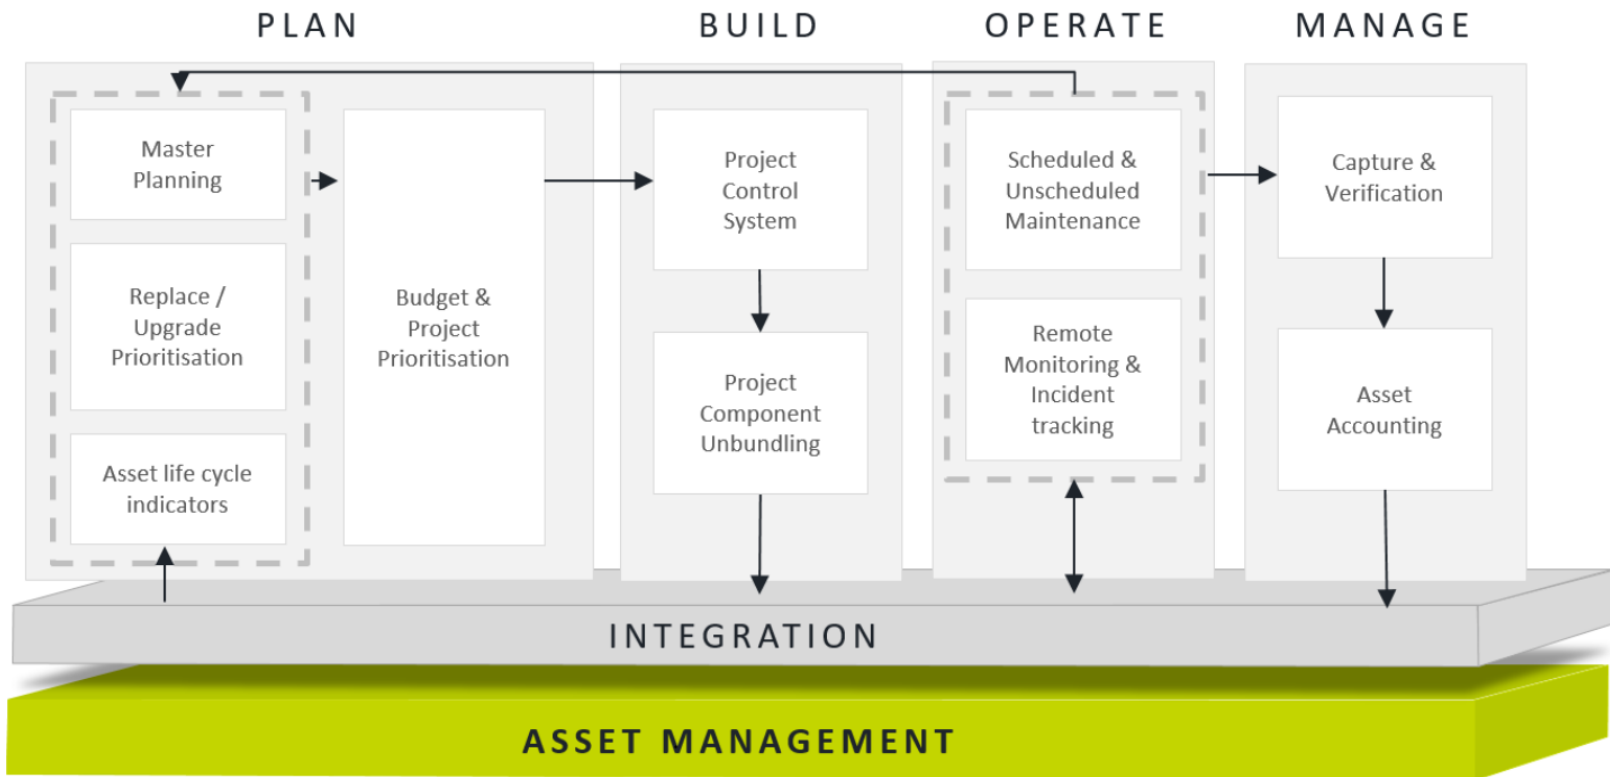 PLAN
BUILD
OPERATE
MANAGE
Master
Planning
Replace /
Upgrade
Prioritisation
Asset life cycle
indicators
Budget &
Project
Prioritisation
Project
Control
System
Project
Component
Unbundling
Scheduled &
Unscheduled
Maintenance
Remote
Monitoring &
Incident
tracking
Capture &
Verification
Asset
Accounting
INTEGRATION
ASSET MANAGEMENT